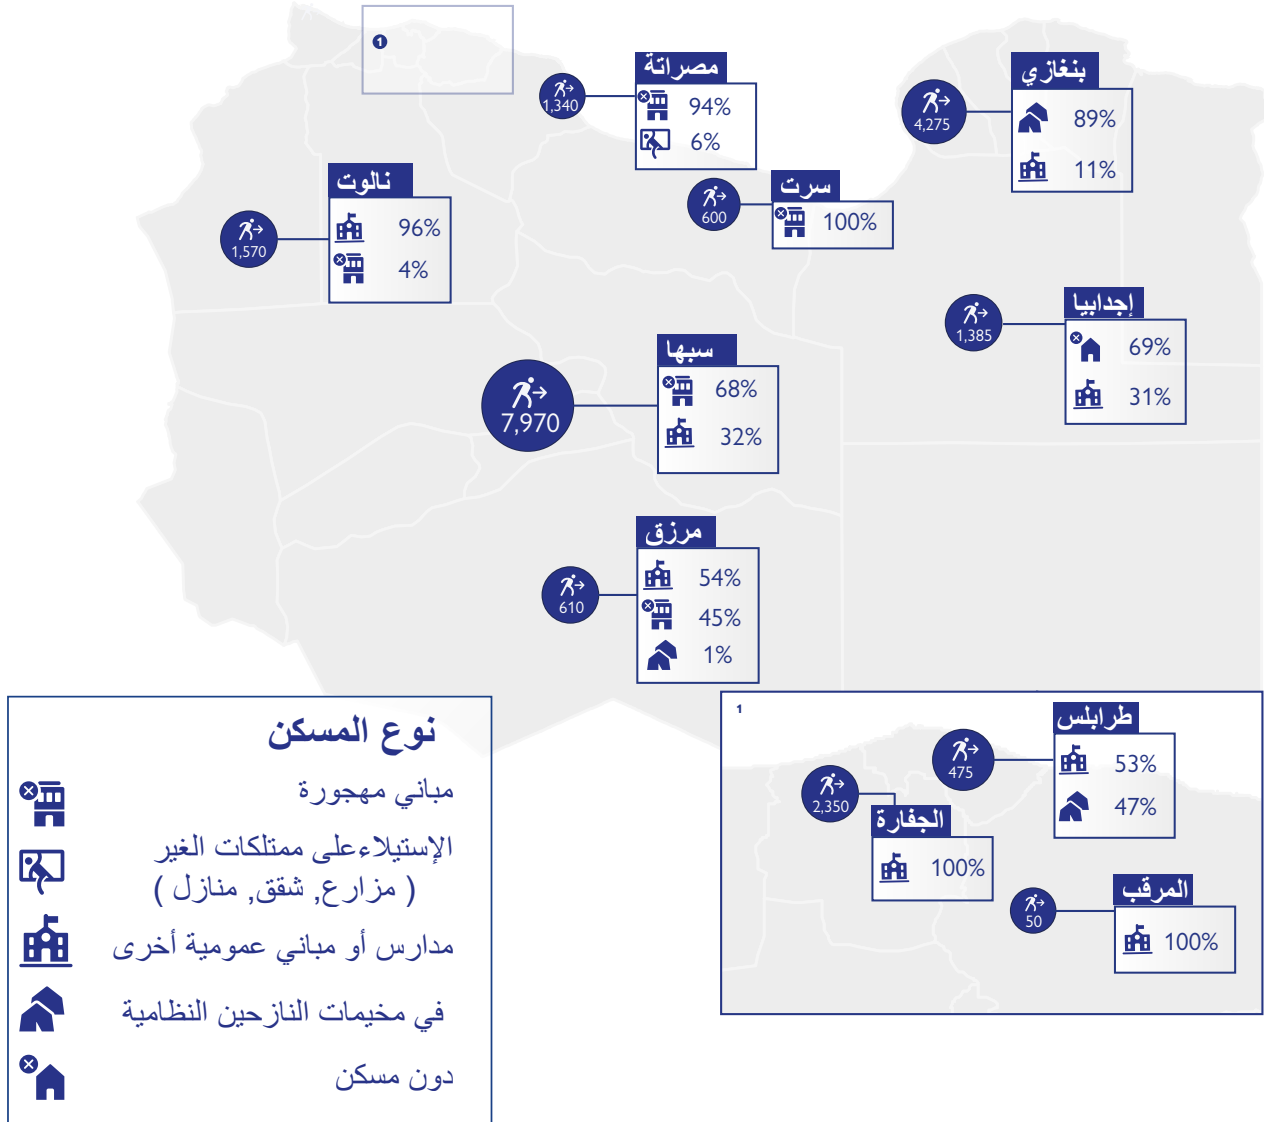 1
مصراتة
1,340
94%
6%
بنغازي
4,275
89%
11%
نالوت
1,570
96%
4%
سرت
600
100%
إجدابيا
1,385
69%
31%
سبها
7,970
68%
32%
مرزق
610
54%
45%
1%
نوع المسكن
مباني مهجورة
الإستيلاءعلى ممتلكات الغير
( مزارع, شقق, منازل )
مدارس أو مباني عمومية أخرى
في مخيمات النازحين النظامية
دون مسكن
1
طرابلس
475
53%
47%
2,350
الجفارة
100%
المرقب
50
100%